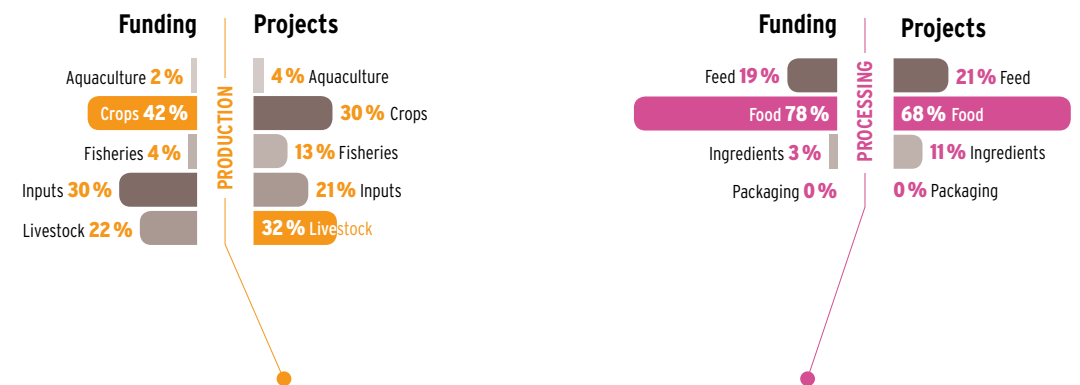 Funding
Projects
Aquaculture 2 %
4 % Aquaculture
Crops 42 %
30 % Crops
Fisheries 4 %
13 % Fisheries
Inputs 30 %
21 % Inputs
Livestock 22 %
32 % Livestock
PRODUCTION
Funding
Projects
Feed 19 %
21 % Feed
Food 78 %
68 % Food
Ingredients 3 %
11 % Ingredients
Packaging 0 %
0 % Packaging
PROCESSING